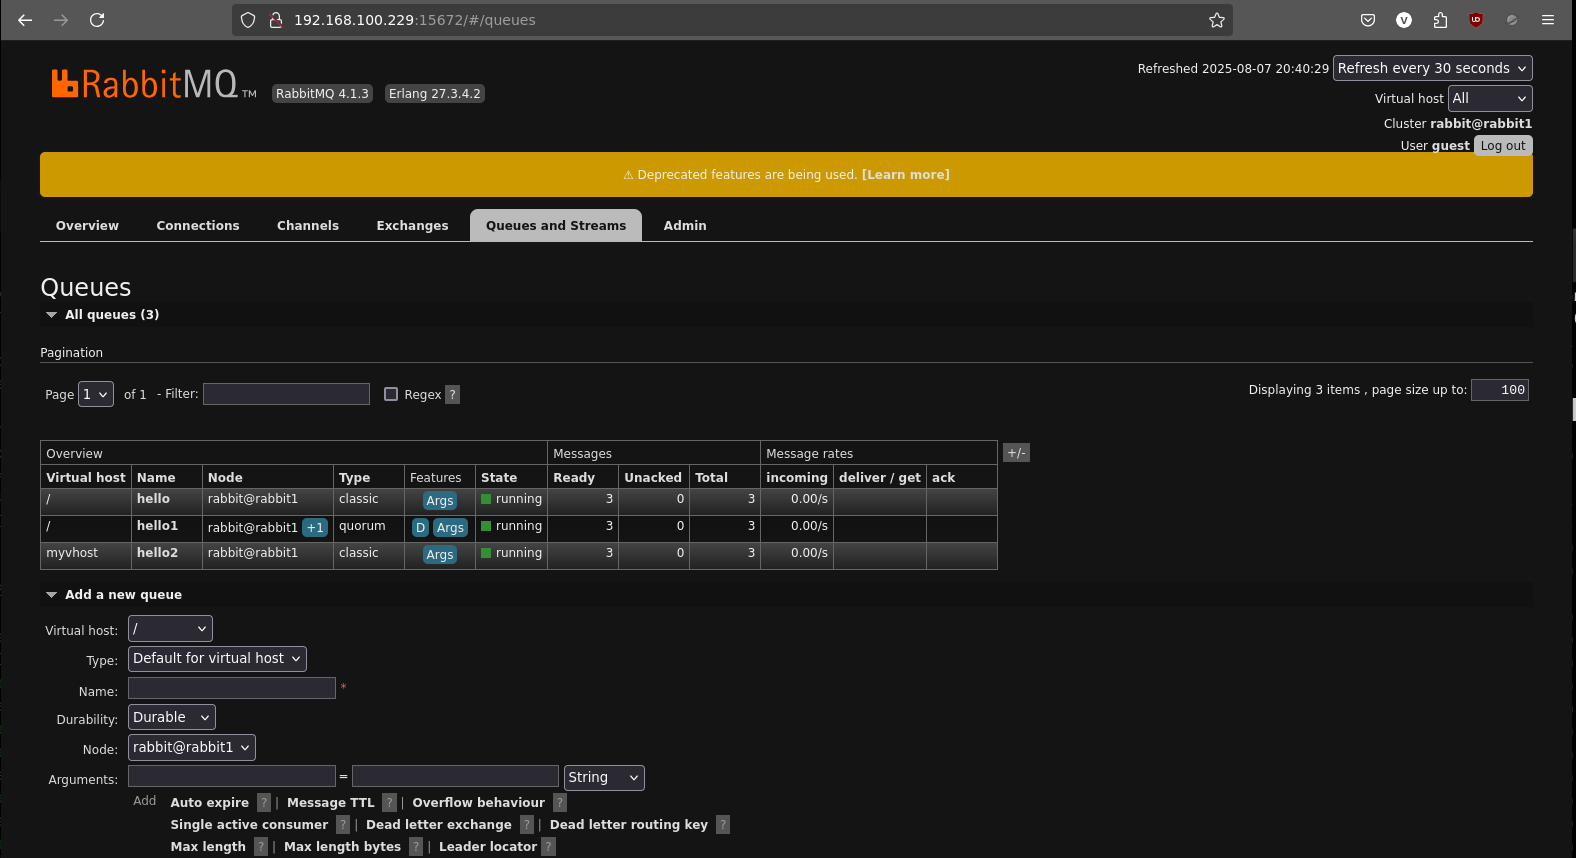 192.168.100.229:15672/#/queues
RabbitMQ TM RabbitMQ 4.1.3 Erlang 27.3.4.2
Refreshed 2025-08-07 20:40:29 Refresh every 30 seconds
Virtual host All
Cluster rabbit@rabbit1
User guest Log out
⚠ Deprecated features are being used. [Learn more]
Overview Connections Channels Exchanges Queues and Streams Admin
Queues
All queues (3)
Pagination
Page 1 of 1 - Filter: Regex ? Displaying 3 items , page size up to: 100
Overview Messages Message rates +/-
Virtual host Name Node Type Features State Ready Unacked Total incoming deliver / get ack
/ hello rabbit@rabbit1 classic Args running 3 0 3 0.00/s
/ hello1 rabbit@rabbit1 +1 quorum D Args running 3 0 3 0.00/s
myvhost hello2 rabbit@rabbit1 classic Args running 3 0 3 0.00/s
Add a new queue
Virtual host: /
Type: Default for virtual host
Name: *
Durability: Durable
Node: rabbit@rabbit1
Arguments: = String
Add Auto expire ? | Message TTL ? | Overflow behaviour ?
Single active consumer ? | Dead letter exchange ? | Dead letter routing key ?
Max length ? | Max length bytes ? | Leader locator ?